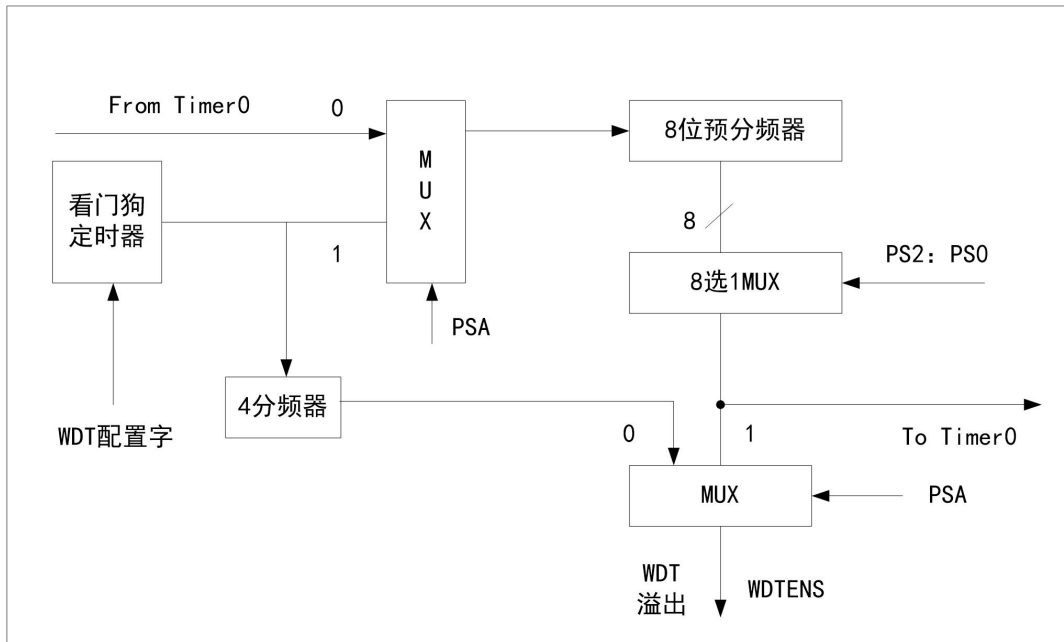 From Timer0
0
M
U
X
8位预分频器
看门狗
定时器
8
1
PS2：PS0
8选1MUX
PSA
4分频器
WDT配置字
0
1
To Timer0
MUX
PSA
WDT
溢出
WDTENS